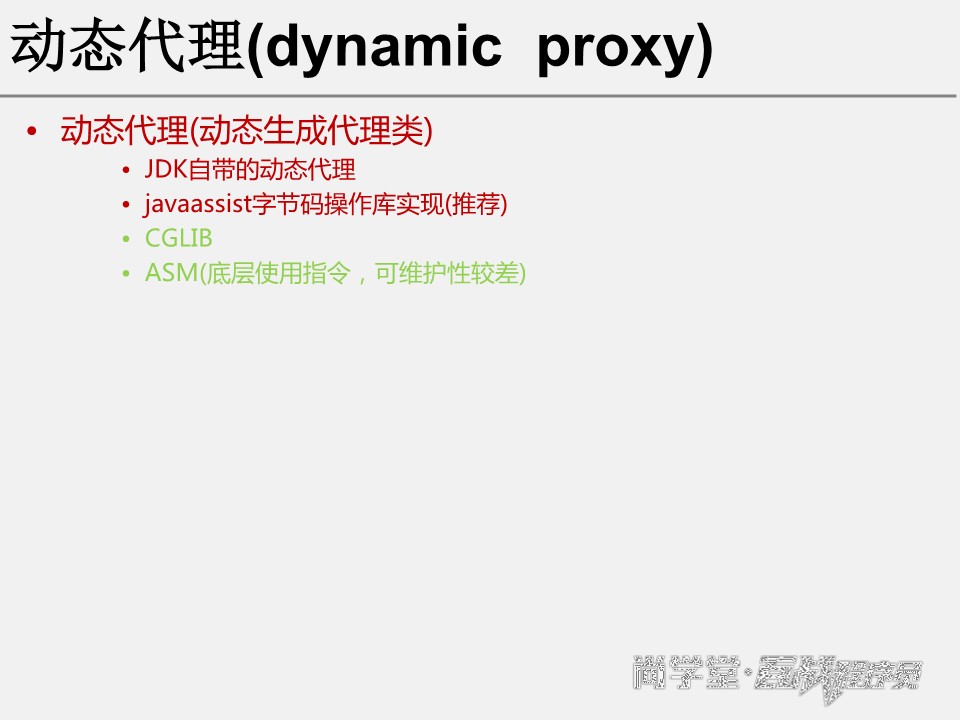 动态代理(dynamic proxy)
• 动态代理(动态生成代理类)
• JDK自带的动态代理
• javaassist字节码操作库实现(推荐)
• CGLIB
• ASM(底层使用指令，可维护性较差)
尚学堂·